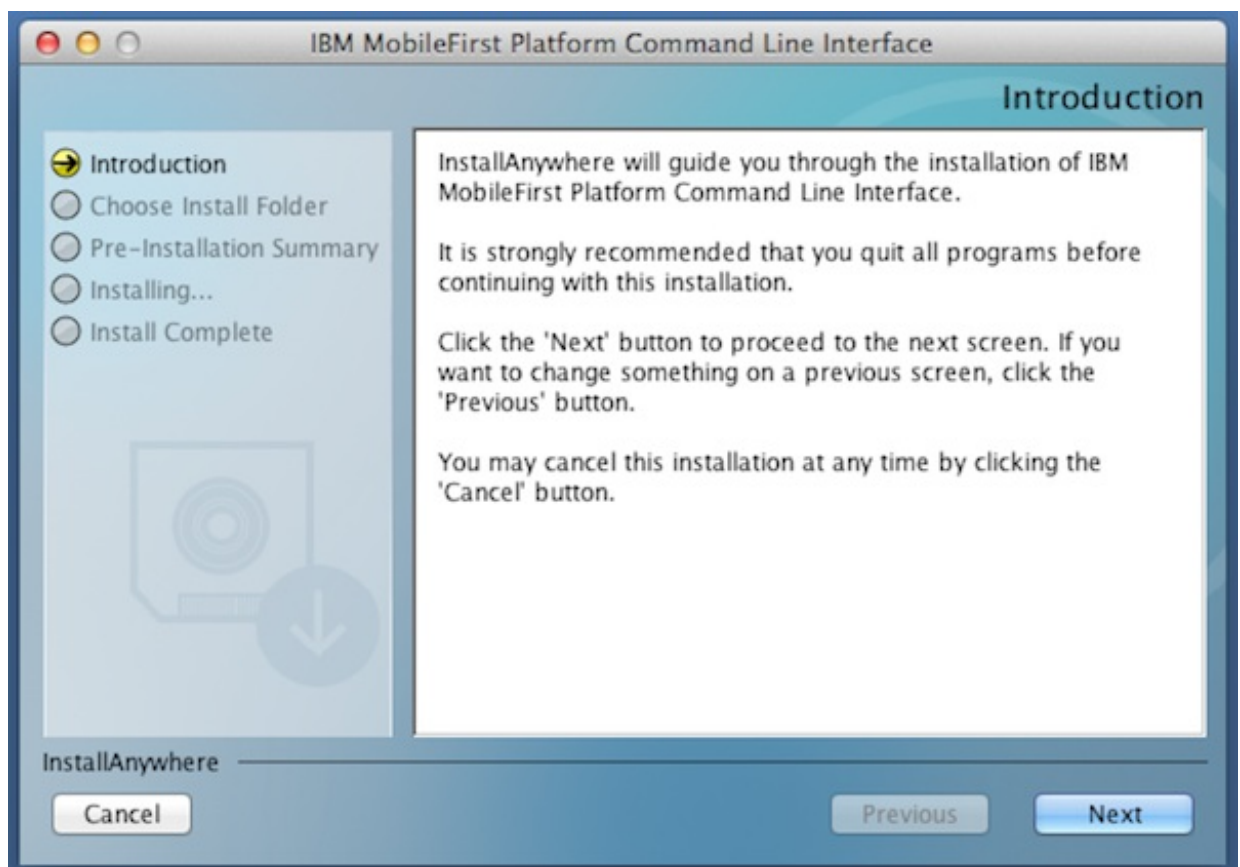 IBM MobileFirst Platform Command Line Interface
Introduction
Introduction
Choose Install Folder
Pre-Installation Summary
Installing...
Install Complete
InstallAnywhere will guide you through the installation of IBM
MobileFirst Platform Command Line Interface.
It is strongly recommended that you quit all programs before
continuing with this installation.
Click the 'Next' button to proceed to the next screen. If you
want to change something on a previous screen, click the
'Previous' button.
You may cancel this installation at any time by clicking the
'Cancel' button.
InstallAnywhere
Cancel
Previous
Next